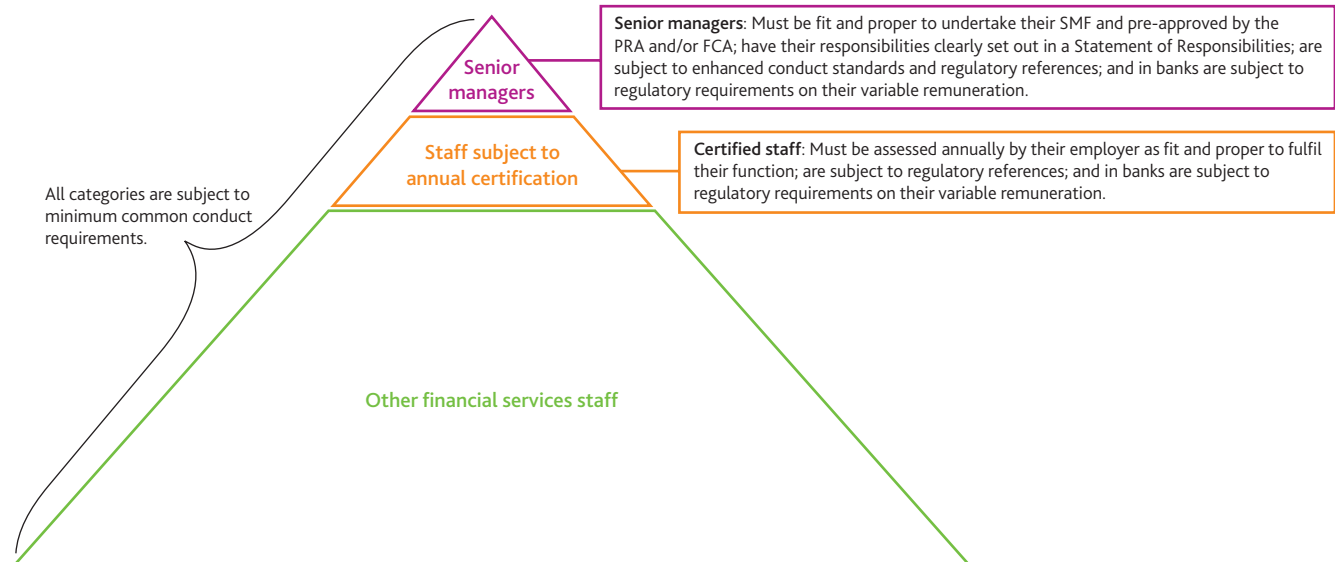 Senior managers: Must be fit and proper to undertake their SMF and pre-approved by the
PRA and/or FCA; have their responsibilities clearly set out in a Statement of Responsibilities; are
subject to enhanced conduct standards and regulatory references; and in banks are subject to
regulatory requirements on their variable remuneration.
Senior
managers
Certified staff: Must be assessed annually by their employer as fit and proper to fulfil
their function; are subject to regulatory references; and in banks are subject to
regulatory requirements on their variable remuneration.
Staff subject to
annual certification
All categories are subject to
minimum common conduct
requirements.
Other financial services staff